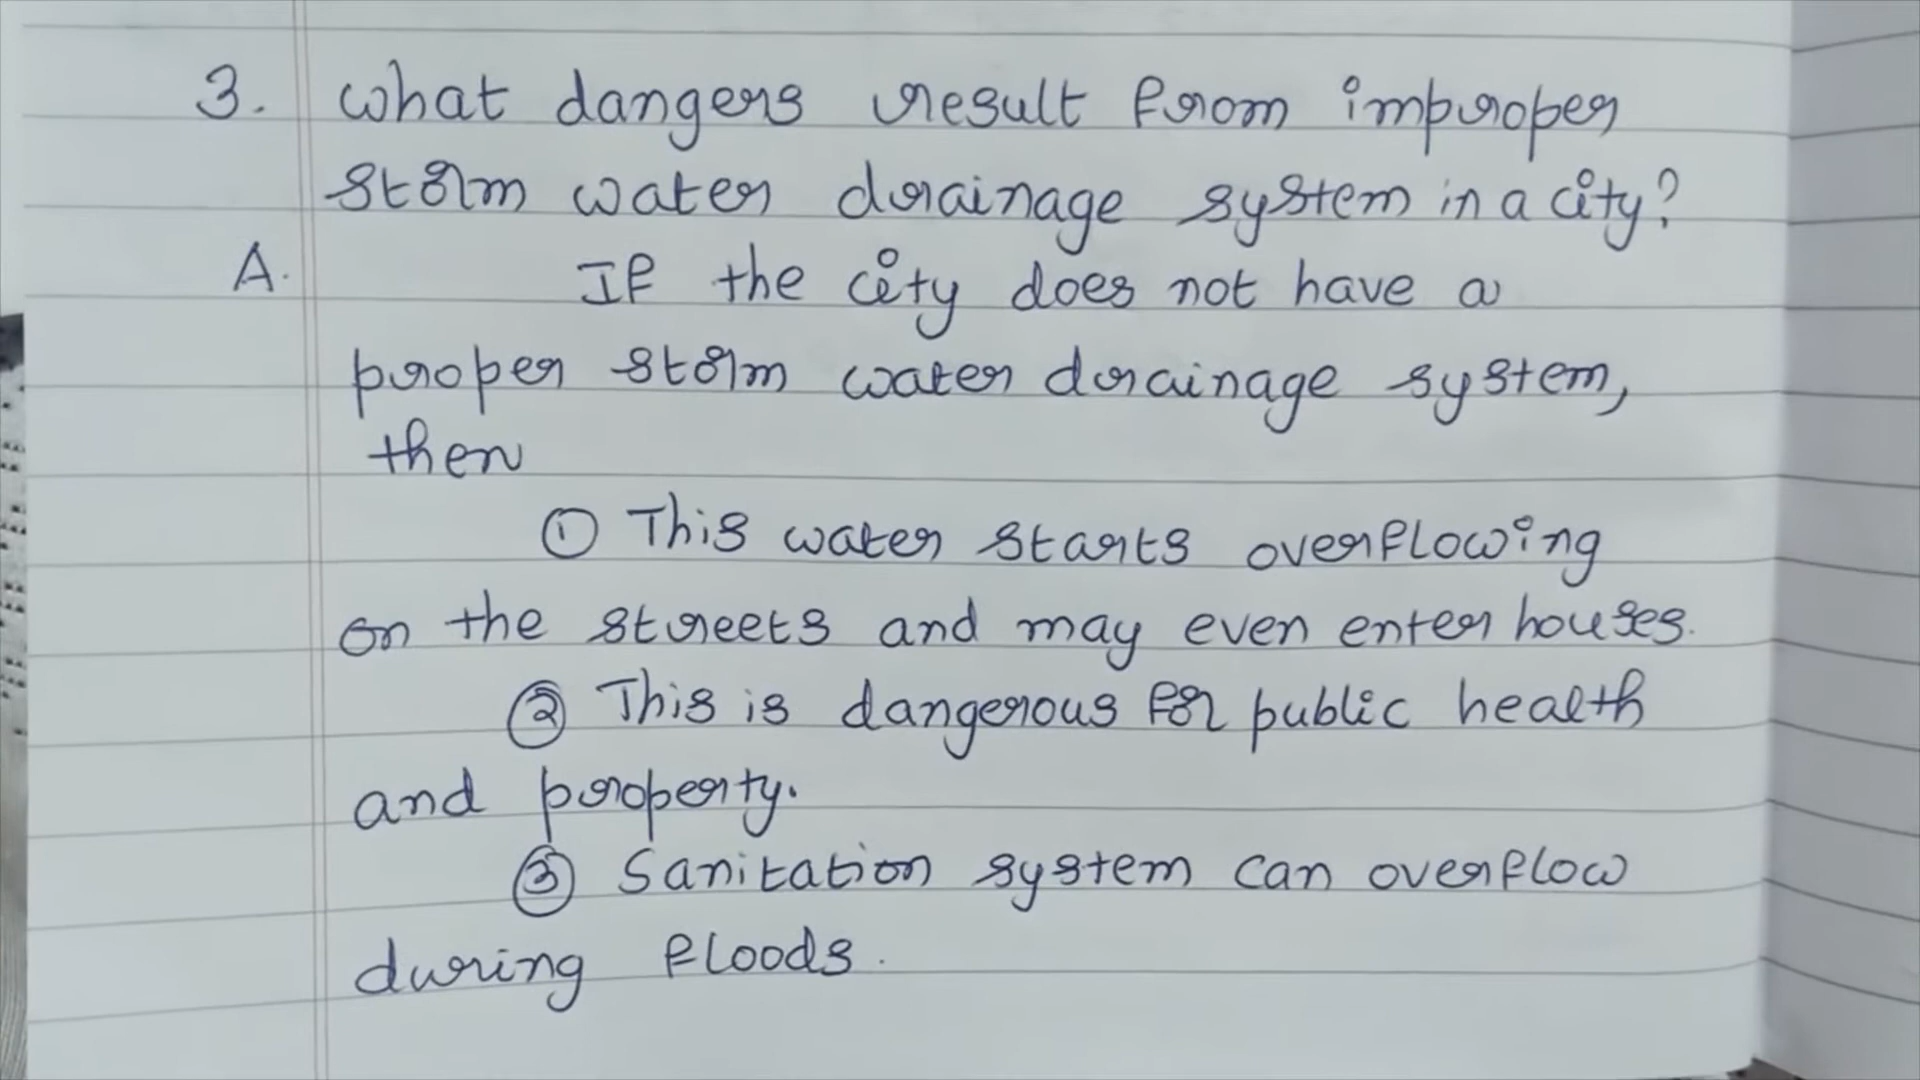 3. What dangers result from improper
storm water drainage system in a city?
A. If the city does not have a
proper storm water drainage system,
then
① This water starts overflowing
on the streets and may even enter houses.
② This is dangerous for public health
and property.
③ Sanitation system can overflow
during floods.